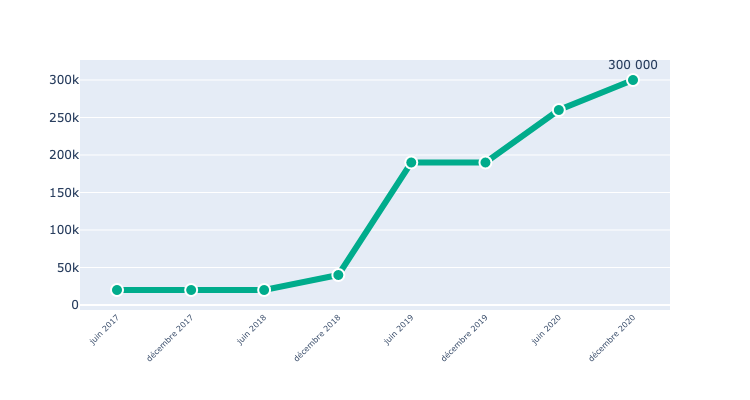 300 000
300k
250k
200k
150k
100k
50k
0
juin 2017
décembre 2017
juin 2018
décembre 2018
juin 2019
décembre 2019
juin 2020
décembre 2020